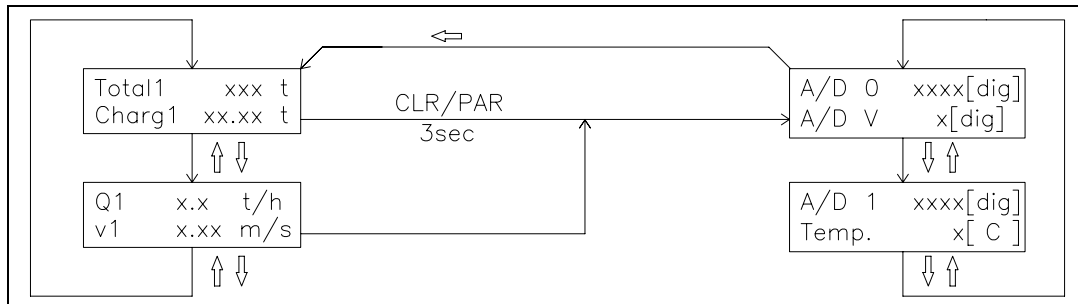 Total1 xxx t
Charg1 xx.xx t
CLR/PAR
3sec
Q1 x.x t/h
v1 x.xx m/s
A/D 0 xxxx[dig]
A/D V x[dig]
A/D 1 xxxx[dig]
Temp. x[ C ]